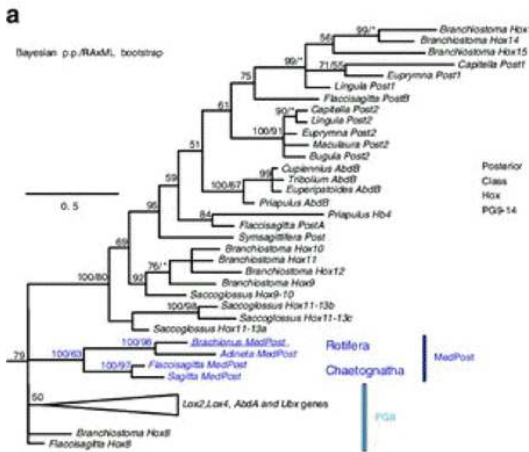 a
Bayesian p.p./RAxML bootstrap
99/*
Branchiostoma Hox
56
Branchiostoma Hox14
Branchiostoma Hox15
99/*
71/55
Capitella Post1
Euprymna Post1
75
Lingula Post1
Flaccisagitta PostB
61
90/*
Capitella Post2
Lingula Post2
100/91
Euprymna Post2
Maculaura Post2
Bugula Post2
51
99
Cupiennius AbdB
Tribolium AbdB
100/67
Euperipatoides AbdB
Priapulus AbdB
Posterior
Class
Hox
PG9-14
0.5
59
84
Priapulus Hb4
Flaccisagitta PostA
95
Symsagittifera Post
69
Branchiostoma Hox10
76/*
Branchiostoma Hox11
Branchiostoma Hox12
92
Branchiostoma Hox9
Saccoglossus Hox9-10
100/80
100/98
Saccoglossus Hox11-13b
Saccoglossus Hox11-13c
Saccoglossus Hox11-13a
100/96
Brachionus MedPost
Rotifera
79
100/63
Adineta MedPost
MedPost
100/97
Flaccisagitta MedPost
Chaetognatha
Sagitta MedPost
50
Lox2,Lox4, AbdA and Ubx genes
PG8
Branchiostoma Hox8
Flaccisagitta Hox8